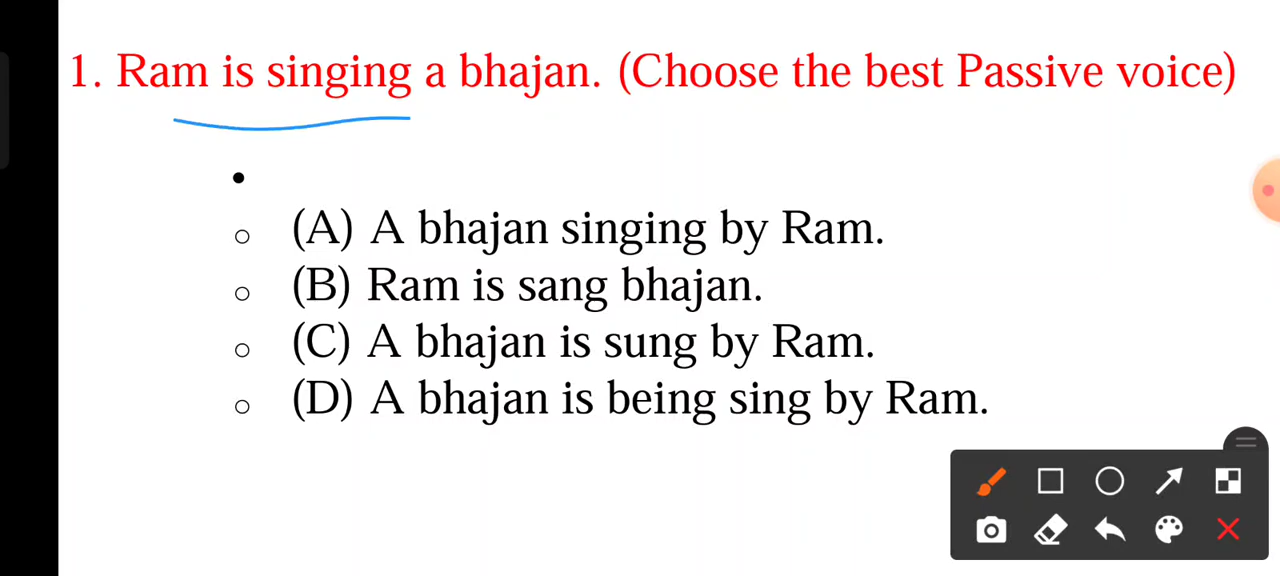 1. Ram is singing a bhajan. (Choose the best Passive voice)
(A) A bhajan singing by Ram.
(B) Ram is sang bhajan.
(C) A bhajan is sung by Ram.
(D) A bhajan is being sing by Ram.